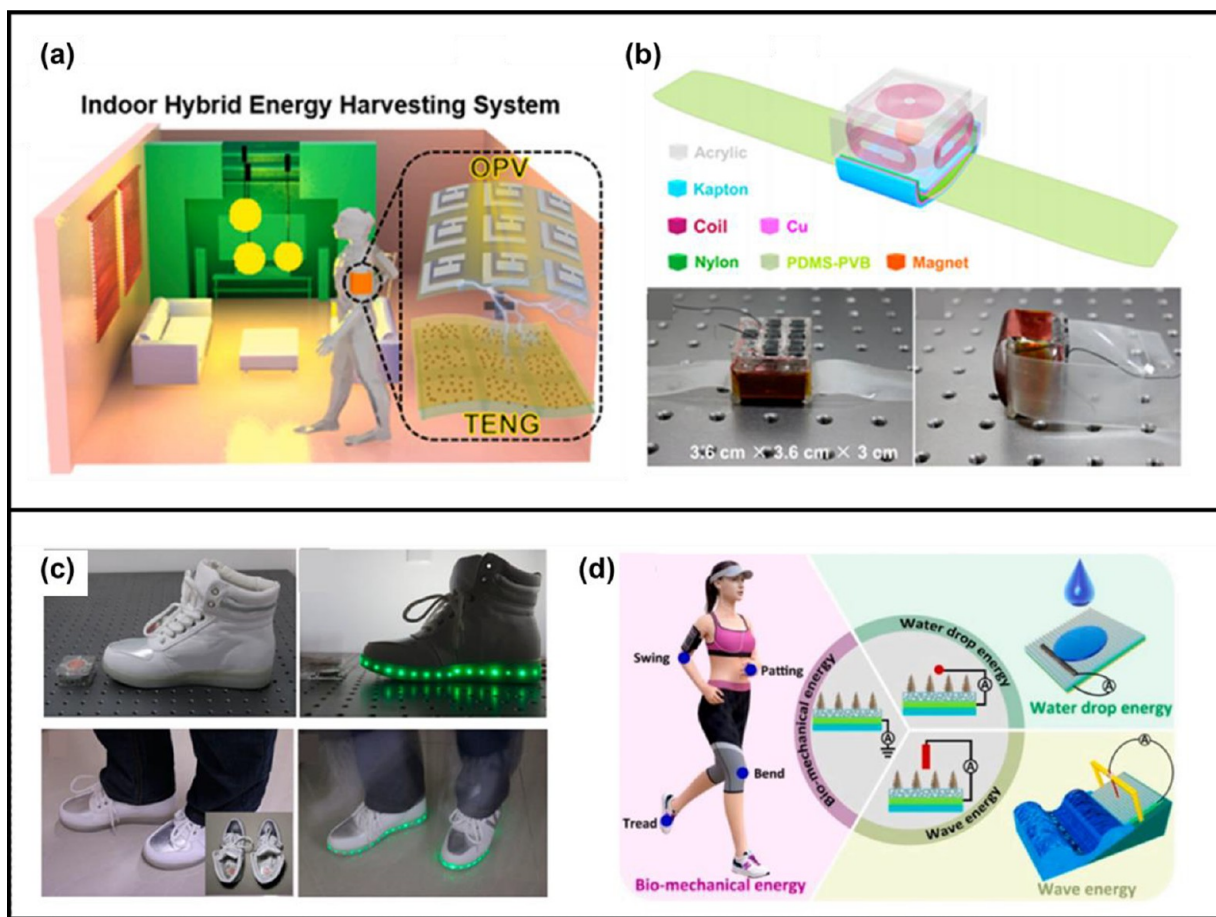 (a)
Indoor Hybrid Energy Harvesting System
OPV
TENG
(b)
Acrylic
Kapton
Coil
Cu
Nylon
PDMS-PVB
Magnet
3.6 cm × 3.6 cm × 3 cm
(c)
(d)
Swing
Patting
Bend
Tread
Bio-mechanical energy
Bio-mechanical energy
Water drop energy
Wave energy
A
A
A
Water drop energy
A
Wave energy
A